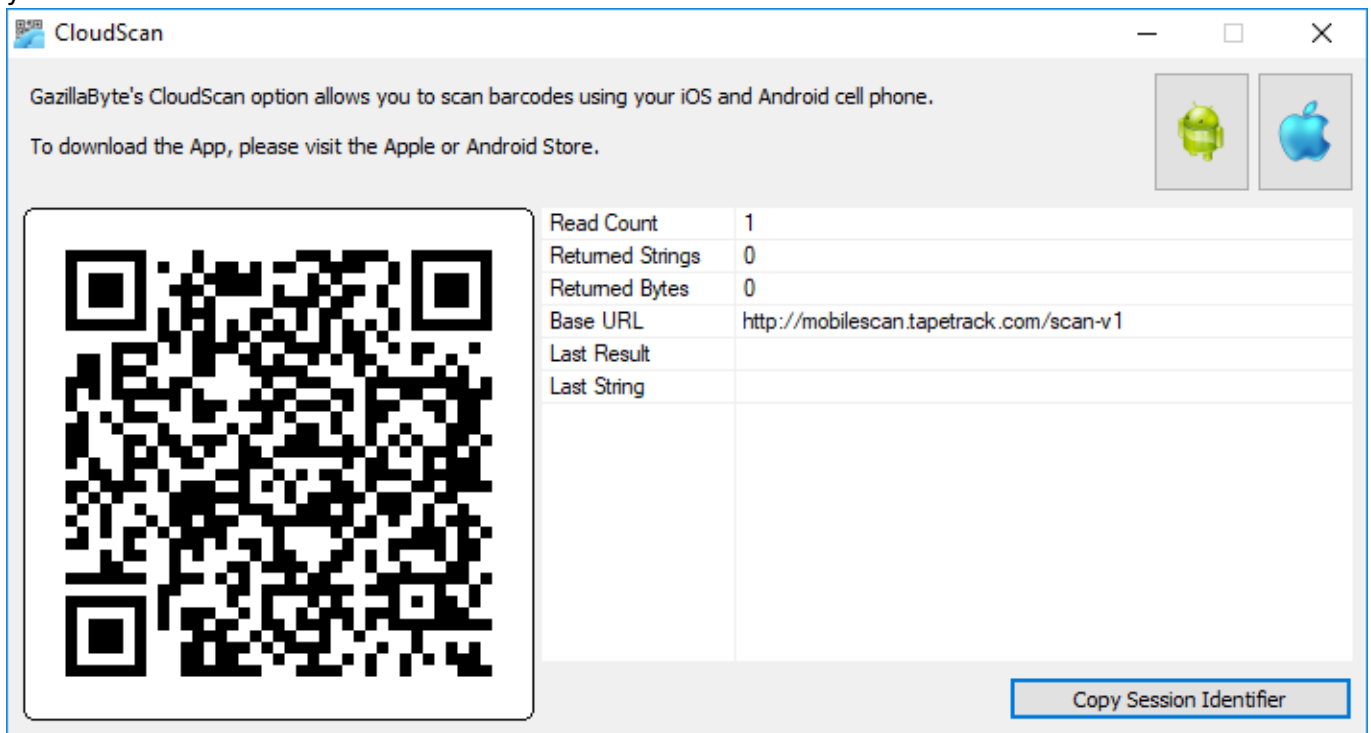 CloudScan
GazillaByte's CloudScan option allows you to scan barcodes using your iOS and Android cell phone.
To download the App, please visit the Apple or Android Store.
Read Count 1
Returned Strings 0
Returned Bytes 0
Base URL http://mobilescan.tapetrack.com/scan-v1
Last Result
Last String
Copy Session Identifier